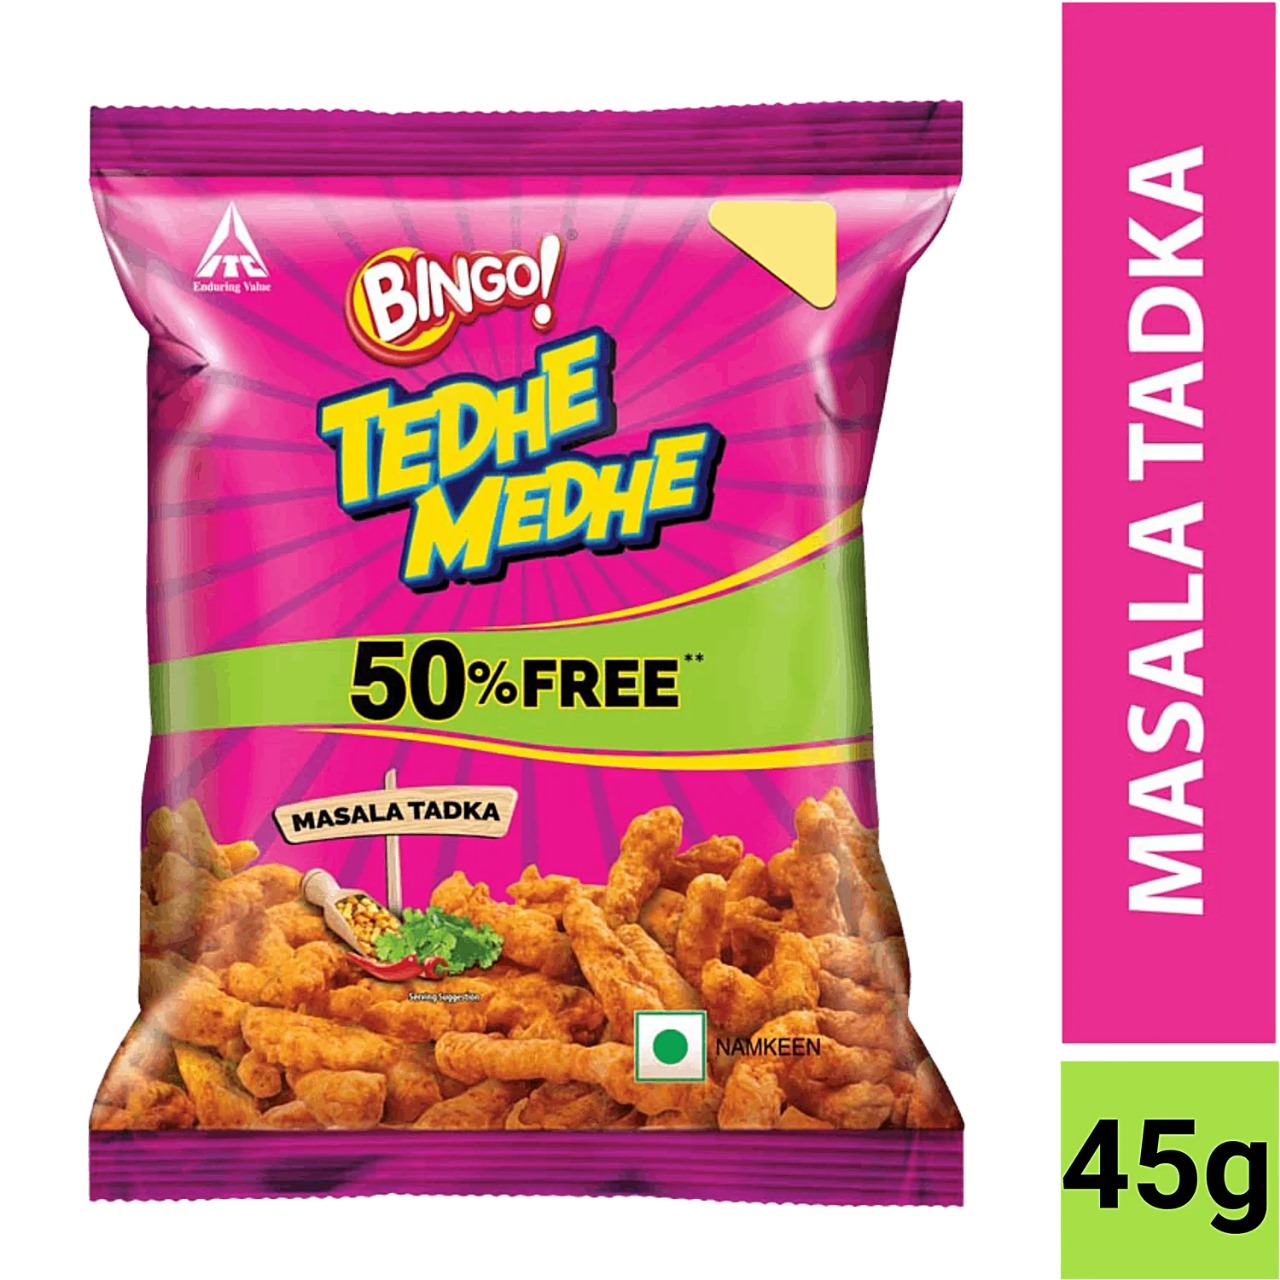 ITC
Enduring Value
BINGO!®
TEDHE
MEDHE
50%FREE**
MASALA TADKA
Serving Suggestion
NAMKEEN
MASALA TADKA
45g